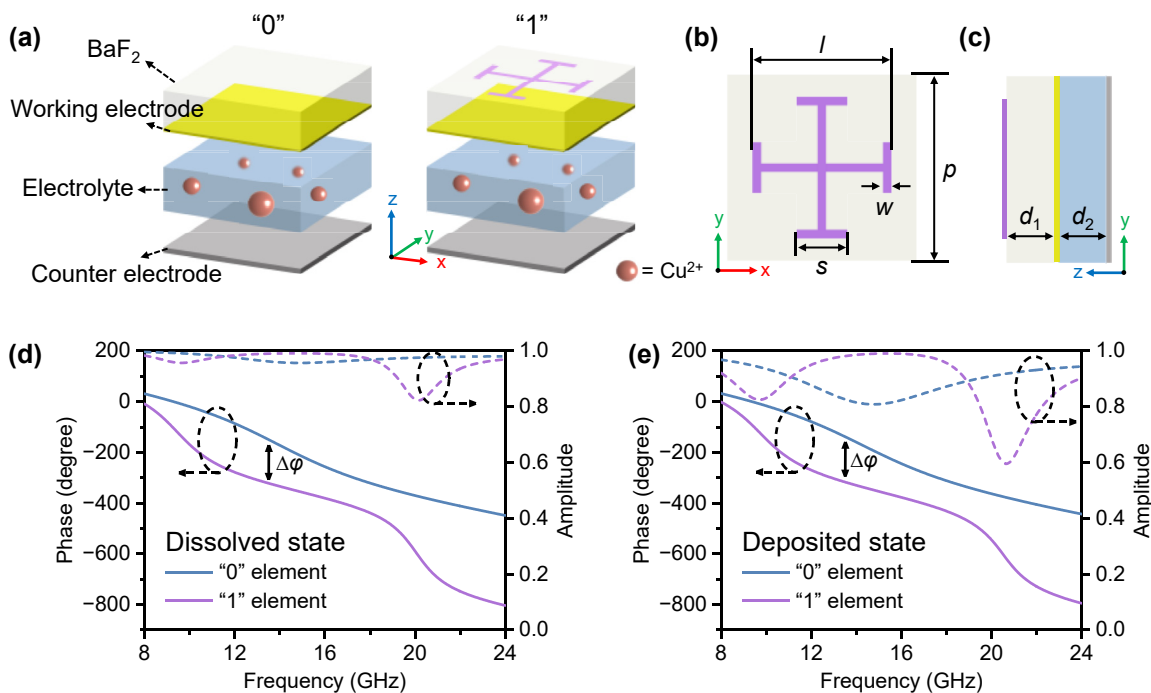 (a)
“0”
“1”
BaF2
Working electrode
Electrolyte
Counter electrode
z
y
x
= Cu2+
(b)
l
p
w
s
y
x
(c)
d1
d2
y
z
(d)
200
0
−200
−400
−600
−800
Phase (degree)
1.0
0.8
0.6
0.4
0.2
0.0
Amplitude
Δφ
Dissolved state
“0” element
“1” element
8
12
16
20
24
Frequency (GHz)
(e)
200
0
−200
−400
−600
−800
Phase (degree)
1.0
0.8
0.6
0.4
0.2
0.0
Amplitude
Δφ
Deposited state
“0” element
“1” element
8
12
16
20
24
Frequency (GHz)